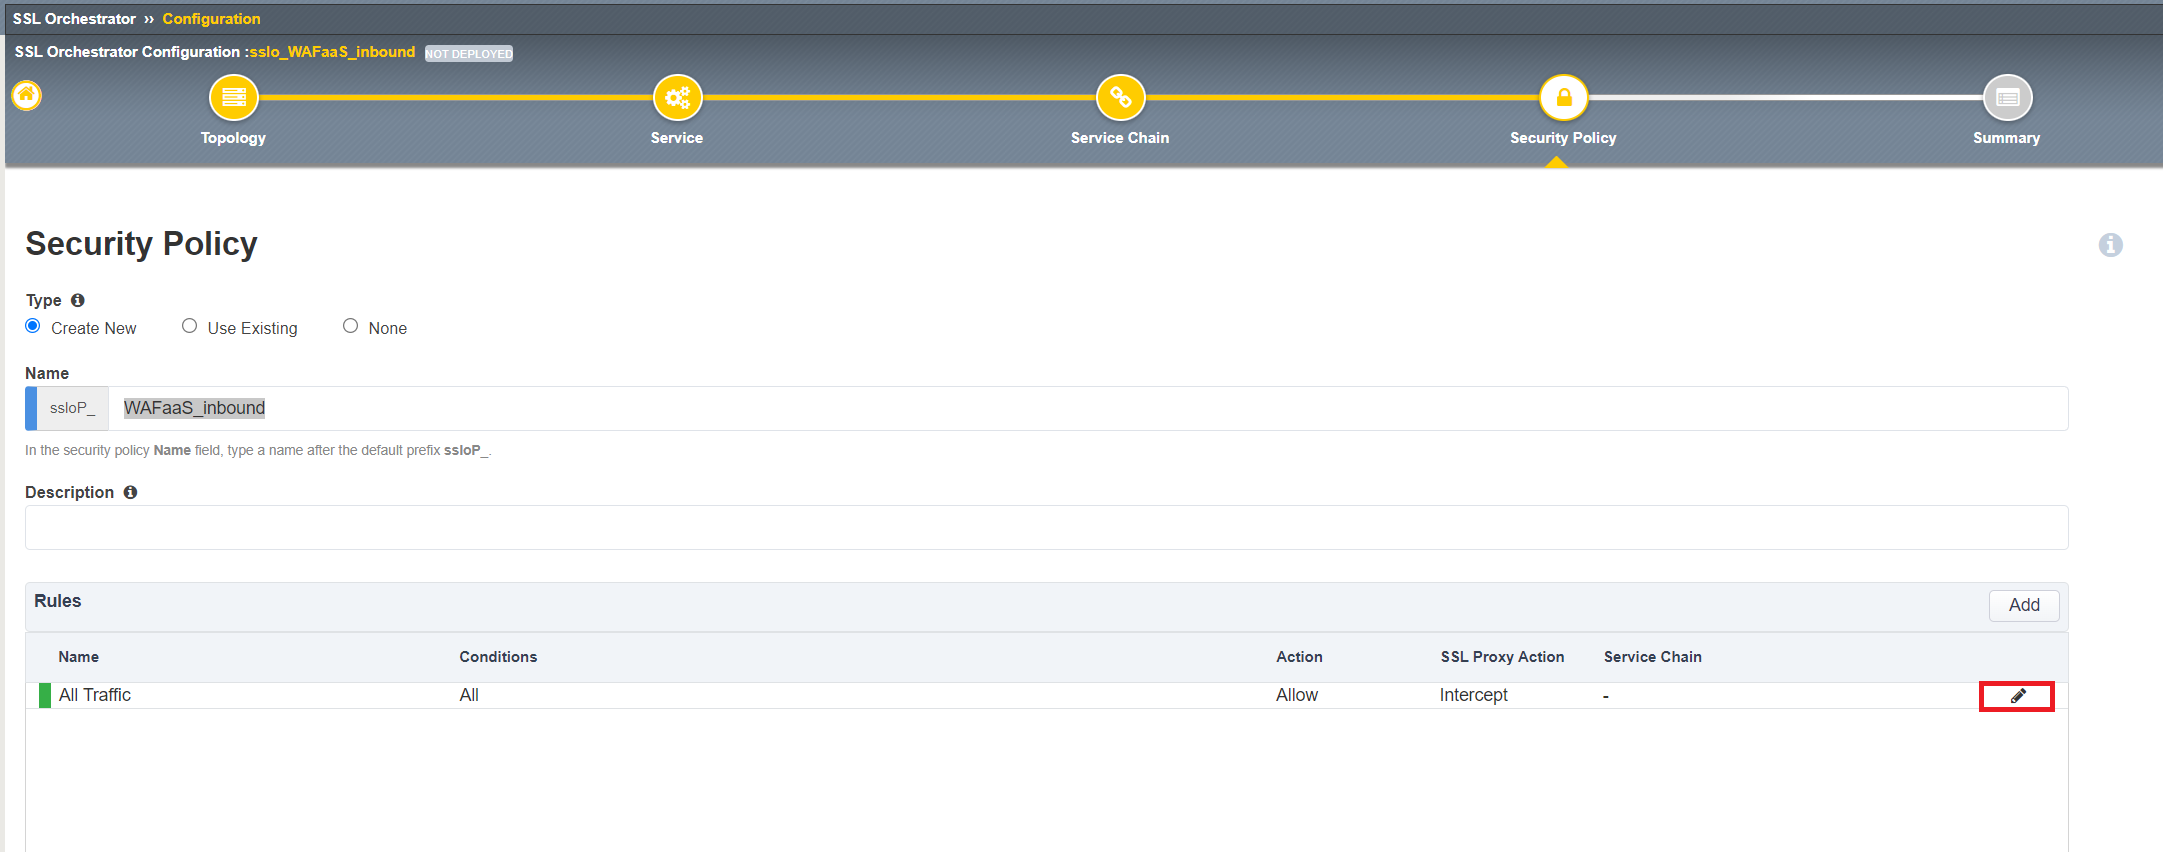 SSL Orchestrator ›› Configuration
SSL Orchestrator Configuration :sslo_WAFaaS_inbound NOT DEPLOYED
Topology Service Service Chain Security Policy Summary
Security Policy
Type
Create New Use Existing None
Name
ssloP_ WAFaaS_inbound
In the security policy Name field, type a name after the default prefix ssloP_.
Description
Rules Add
Name Conditions Action SSL Proxy Action Service Chain
All Traffic All Allow Intercept -